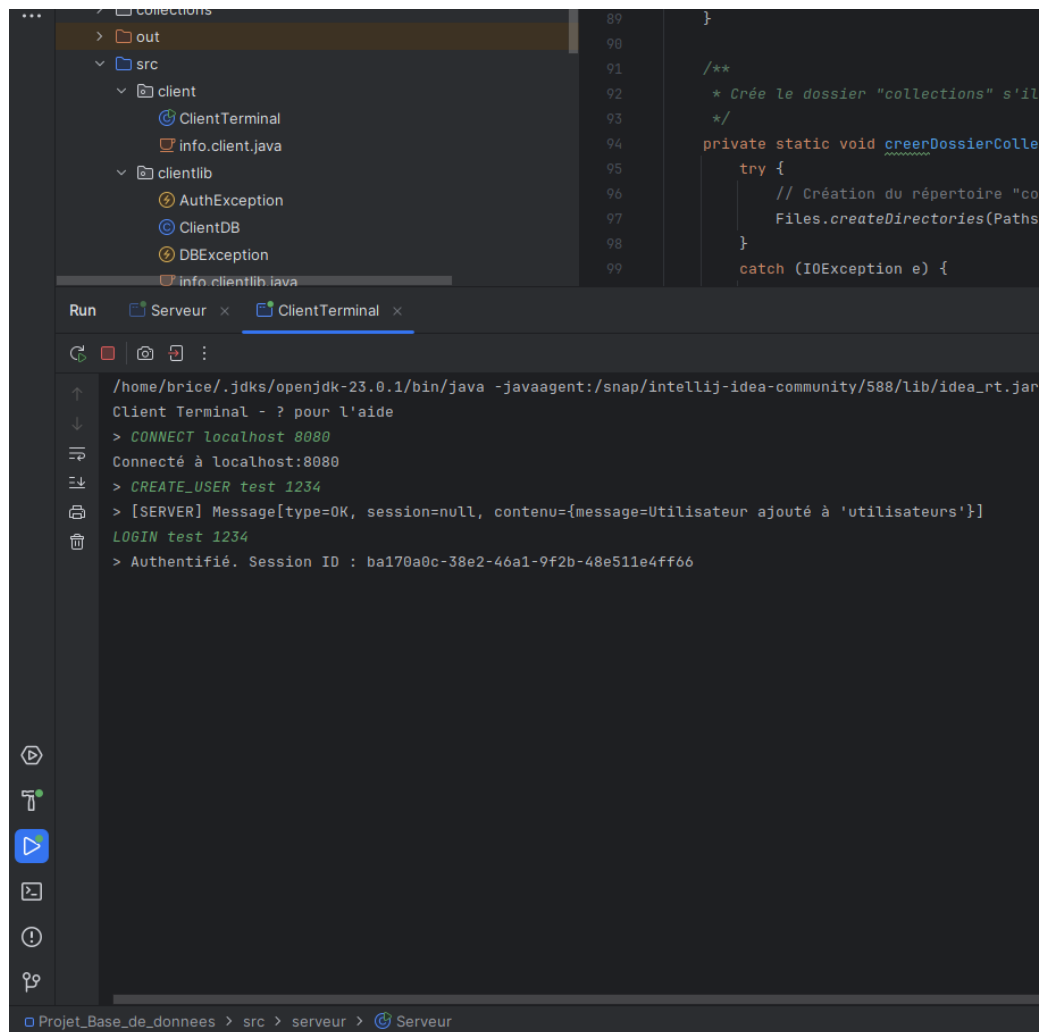 collections
out
src
client
ClientTerminal
info.client.java
clientlib
AuthException
ClientDB
DBException
info.clientlib.java
89 }
90
91 /**
92 * Crée le dossier "collections" s'il
93 */
94 private static void creerDossierColle
95 try {
96 // Création du répertoire "co
97 Files.createDirectories(Paths
98 }
99 catch (IOException e) {
Run Serveur × ClientTerminal ×
/home/brice/.jdks/openjdk-23.0.1/bin/java -javaagent:/snap/intellij-idea-community/588/lib/idea_rt.jar
Client Terminal - ? pour l'aide
> CONNECT localhost 8080
Connecté à localhost:8080
> CREATE_USER test 1234
> [SERVER] Message[type=OK, session=null, contenu={message=Utilisateur ajouté à 'utilisateurs'}]
LOGIN test 1234
> Authentifié. Session ID : ba170a0c-38e2-46a1-9f2b-48e511e4ff66
Projet_Base_de_donnees > src > serveur > Serveur